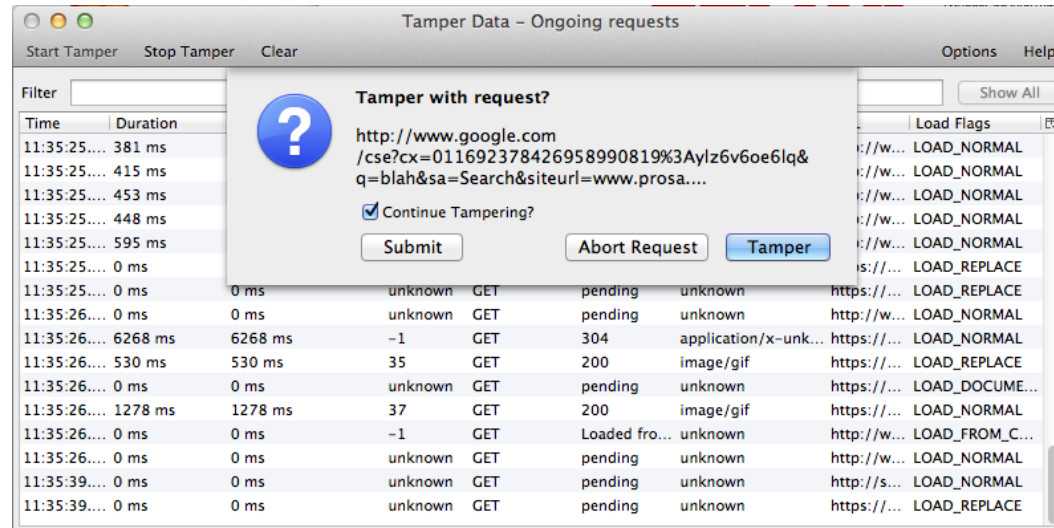 Tamper Data – Ongoing requests
Start Tamper Stop Tamper Clear Options Help
Filter Show All
Tamper with request?
http://www.google.com
/cse?cx=011692378426958990819%3Aylz6v6oe6lq&
q=blah&sa=Search&siteurl=www.prosa....
Continue Tampering?
Submit Abort Request Tamper
Time Duration Load Flags
11:35:25.... 381 ms ://w... LOAD_NORMAL
11:35:25.... 415 ms ://w... LOAD_NORMAL
11:35:25.... 453 ms ://w... LOAD_NORMAL
11:35:25.... 448 ms ://w... LOAD_NORMAL
11:35:25.... 595 ms ://w... LOAD_NORMAL
11:35:25.... 0 ms s://... LOAD_REPLACE
11:35:25.... 0 ms 0 ms unknown GET pending unknown https://... LOAD_REPLACE
11:35:26.... 0 ms 0 ms unknown GET pending unknown http://w... LOAD_NORMAL
11:35:26.... 6268 ms 6268 ms -1 GET 304 application/x-unk... https://... LOAD_NORMAL
11:35:26.... 530 ms 530 ms 35 GET 200 image/gif https://... LOAD_REPLACE
11:35:26.... 0 ms 0 ms unknown GET pending unknown https://... LOAD_DOCUME...
11:35:26.... 1278 ms 1278 ms 37 GET 200 image/gif https://... LOAD_NORMAL
11:35:26.... 0 ms 0 ms -1 GET Loaded fro... unknown http://w... LOAD_FROM_C...
11:35:26.... 0 ms 0 ms unknown GET pending unknown http://w... LOAD_NORMAL
11:35:39.... 0 ms 0 ms unknown GET pending unknown http://s... LOAD_NORMAL
11:35:39.... 0 ms 0 ms unknown GET pending unknown https://... LOAD_REPLACE